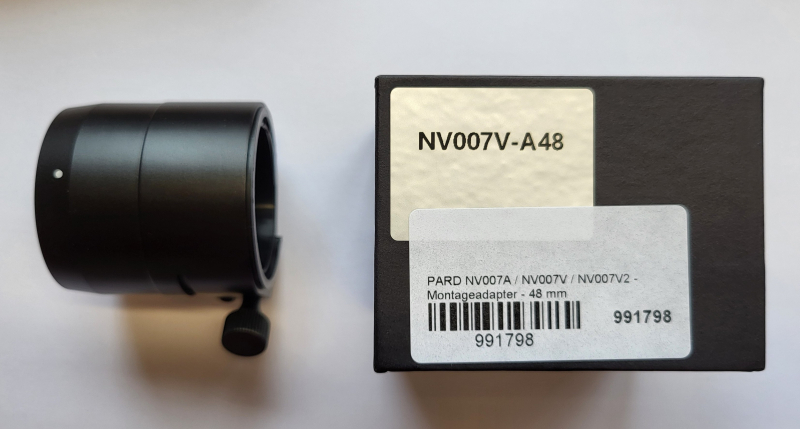 NV007V-A48
PARD NV007A / NV007V / NV007V2 -
Montageadapter - 48 mm
991798
991798